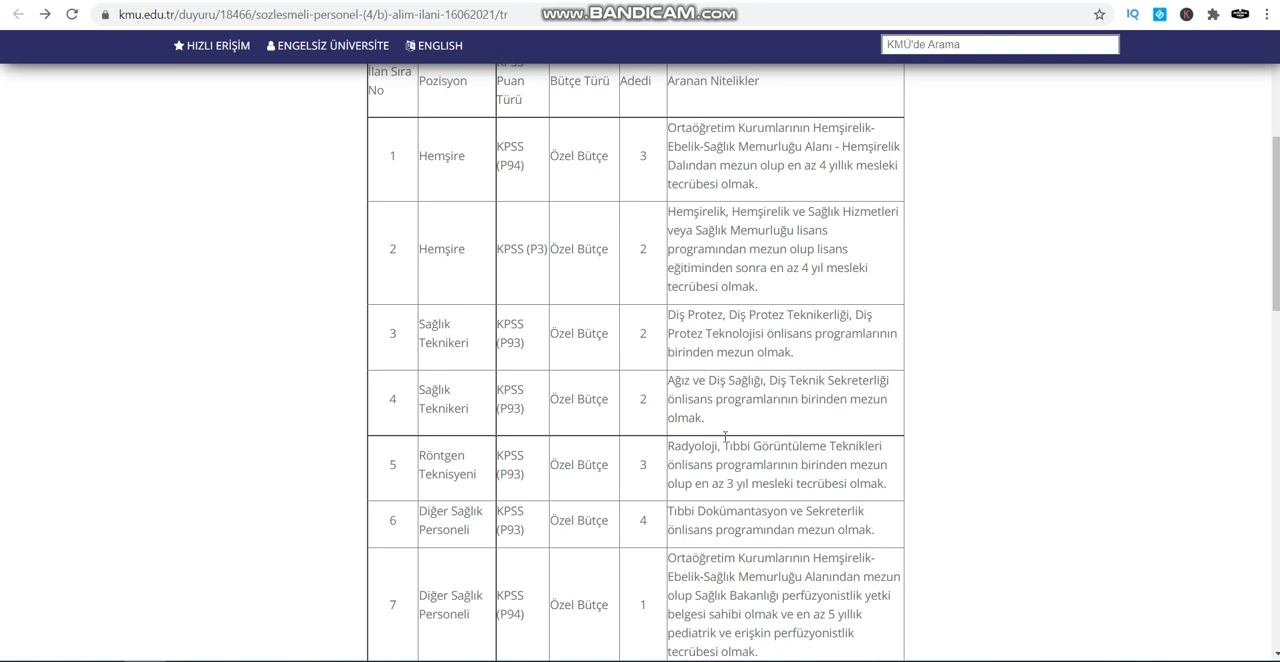 kmu.edu.tr/duyuru/18466/sozlesmeli-personel-(4/b)-alim-ilani-16062021/tr
www.BANDICAM.com
HIZLI ERİŞİM
ENGELSİZ ÜNİVERSİTE
ENGLISH
KMÜ'de Arama
İlan Sıra
No
Pozisyon
KPSS
Puan
Türü
Bütçe Türü
Adedi
Aranan Nitelikler
1
Hemşire
KPSS
(P94)
Özel Bütçe
3
Ortaöğretim Kurumlarının Hemşirelik-
Ebelik-Sağlık Memurluğu Alanı - Hemşirelik
Dalından mezun olup en az 4 yıllık mesleki
tecrübesi olmak.
2
Hemşire
KPSS (P3)
Özel Bütçe
2
Hemşirelik, Hemşirelik ve Sağlık Hizmetleri
veya Sağlık Memurluğu lisans
programından mezun olup lisans
eğitiminden sonra en az 4 yıl mesleki
tecrübesi olmak.
3
Sağlık
Teknikeri
KPSS
(P93)
Özel Bütçe
2
Diş Protez, Diş Protez Teknikerliği, Diş
Protez Teknolojisi önlisans programlarının
birinden mezun olmak.
4
Sağlık
Teknikeri
KPSS
(P93)
Özel Bütçe
2
Ağız ve Diş Sağlığı, Diş Teknik Sekreterliği
önlisans programlarının birinden mezun
olmak.
5
Röntgen
Teknisyeni
KPSS
(P93)
Özel Bütçe
3
Radyoloji, Tıbbi Görüntüleme Teknikleri
önlisans programlarının birinden mezun
olup en az 3 yıl mesleki tecrübesi olmak.
6
Diğer Sağlık
Personeli
KPSS
(P93)
Özel Bütçe
4
Tıbbi Dokümantasyon ve Sekreterlik
önlisans programından mezun olmak.
7
Diğer Sağlık
Personeli
KPSS
(P94)
Özel Bütçe
1
Ortaöğretim Kurumlarının Hemşirelik-
Ebelik-Sağlık Memurluğu Alanından mezun
olup Sağlık Bakanlığı perfüzyonistlik yetki
belgesi sahibi olmak ve en az 5 yıllık
pediatrik ve erişkin perfüzyonistlik
tecrübesi olmak.